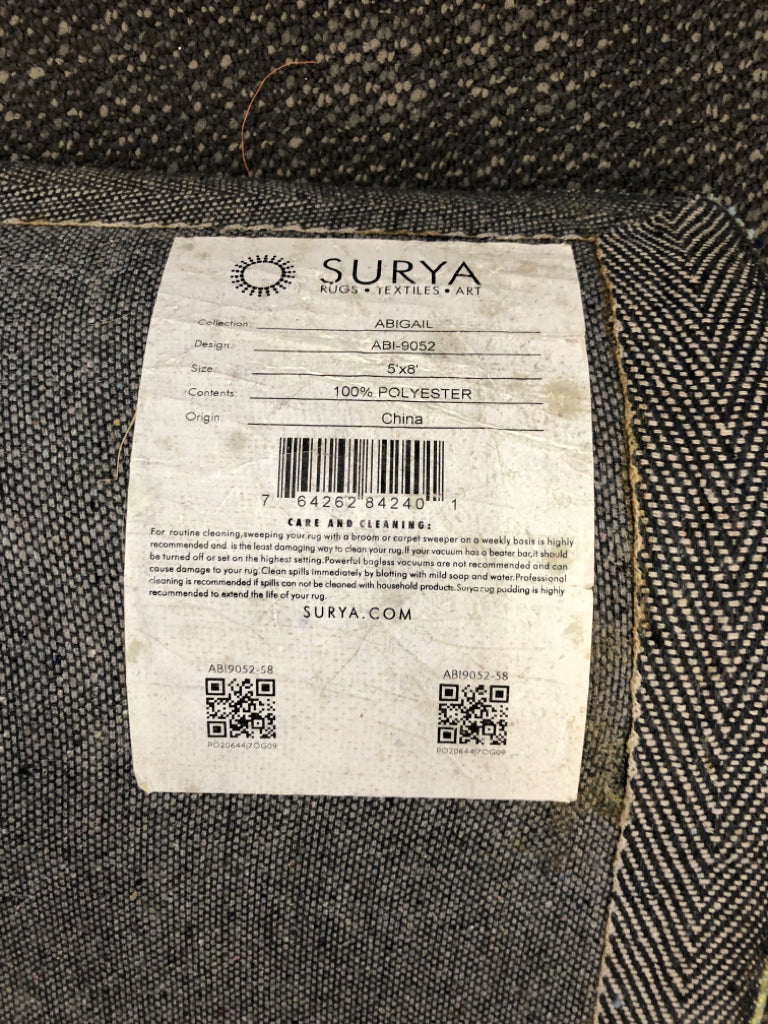 SURYA
RUGS • TEXTILES • ART
Collection: ABIGAIL
Design: ABI-9052
Size: 5'x8'
Contents: 100% POLYESTER
Origin: China
7 64262 84240 1
CARE AND CLEANING:
For routine cleaning,sweeping your rug with a broom or carpet sweeper on a weekly basis is highly
recommended and is the least damaging way to clean your rug.If your vacuum has a beater bar,it should
be turned off or set on the highest setting.Powerful bagless vacuums are not recommended and can
cause damage to your rug.Clean spills immediately by blotting with mild soap and water.Professional
cleaning is recommended if spills can not be cleaned with household products.Surya rug padding is highly
recommended to extend the life of your rug.
SURYA.COM
ABI9052-58 ABI9052-58
PO20644|7OG09 PO20644|7OG09